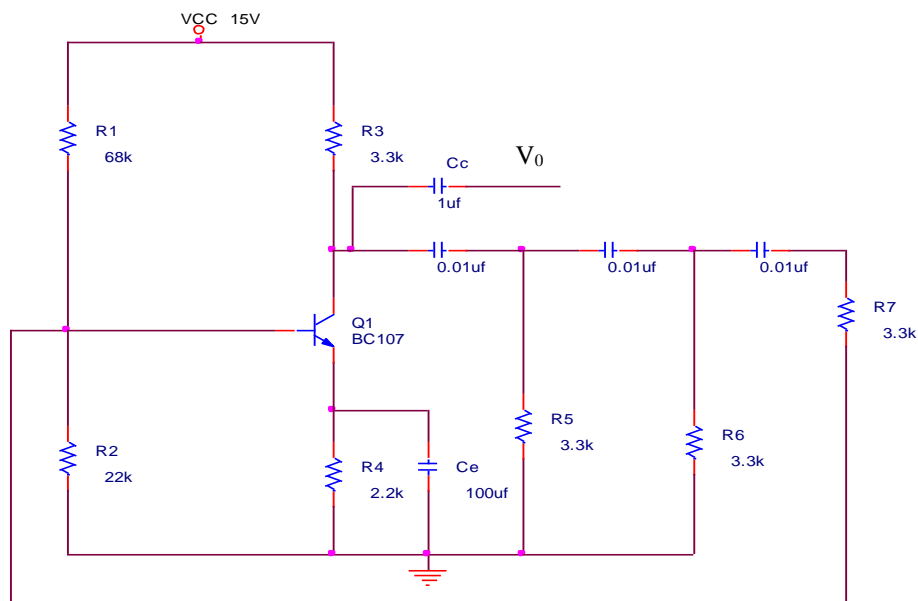 VCC 15V
R1
68k
R3
3.3k
Cc
1uf
V₀
0.01uf
0.01uf
0.01uf
R7
3.3k
Q1
BC107
R5
3.3k
R6
3.3k
R2
22k
R4
2.2k
Ce
100uf